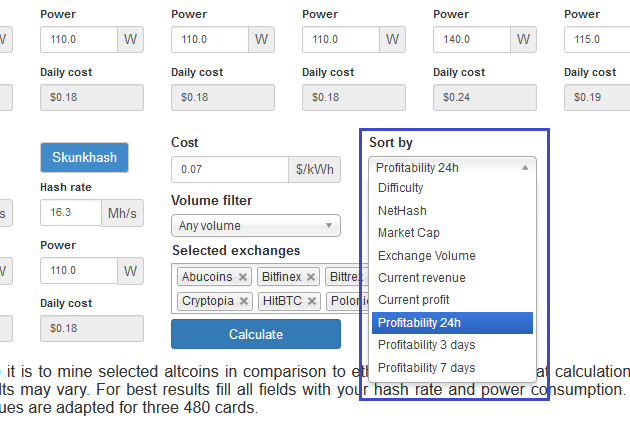 Power Power Power Power Power
W 110.0 W 110.0 W 110.0 W 140.0 W 115.0
Daily cost Daily cost Daily cost Daily cost Daily cost
$0.18 $0.18 $0.18 $0.24 $0.19
Skunkhash
Hash rate
s 16.3 Mh/s
Power
W 110.0 W
Daily cost
$0.18
Cost
0.07 $/kWh
Volume filter
Any volume
Selected exchanges
Abucoins × Bitfinex × Bittrex
Cryptopia × HitBTC × Poloni
Calculate
Sort by
Profitability 24h
Difficulty
NetHash
Market Cap
Exchange Volume
Current revenue
Current profit
Profitability 24h
Profitability 3 days
Profitability 7 days
it is to mine selected altcoins in comparison to eth at calculation
lts may vary. For best results fill all fields with your hash rate and power consumption.
ues are adapted for three 480 cards.